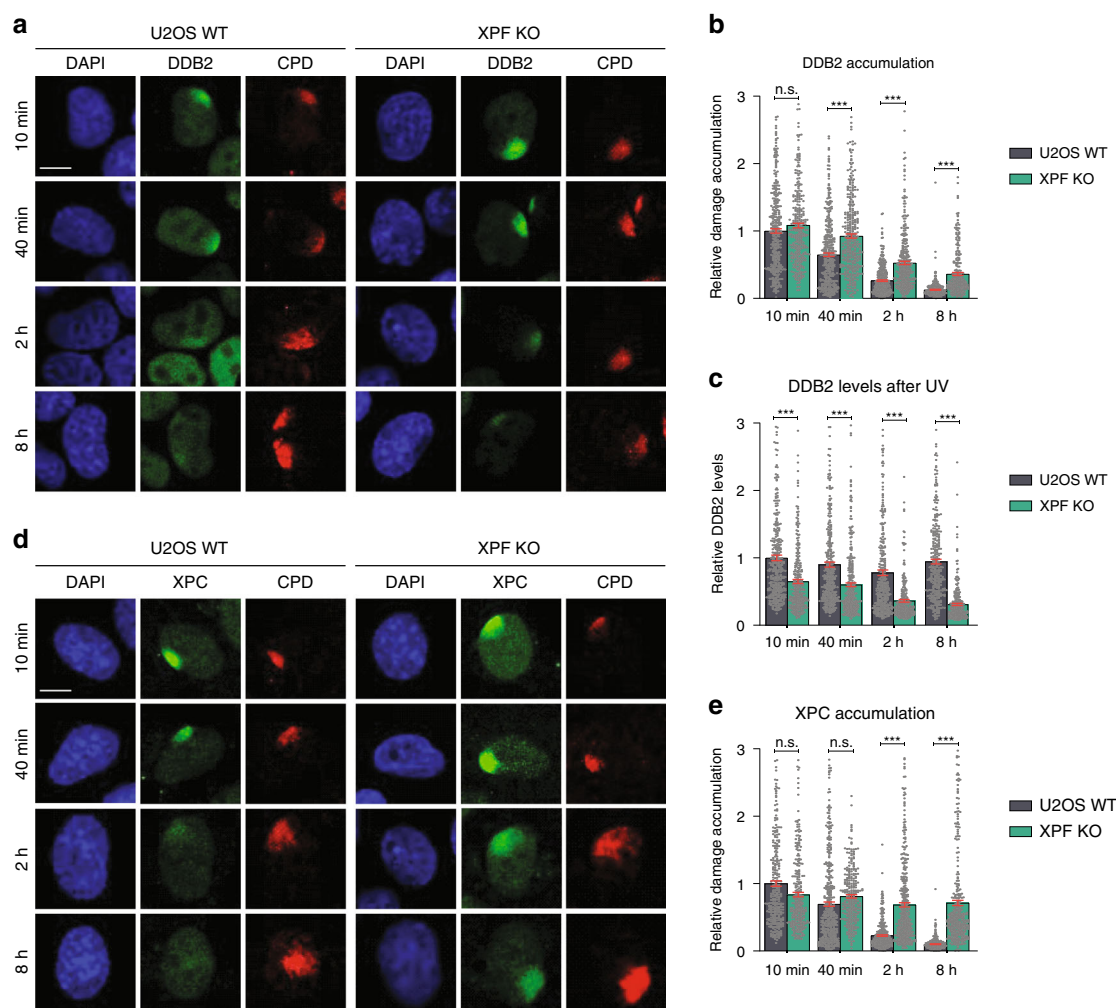 a
U2OS WT
XPF KO
DAPI DDB2 CPD DAPI DDB2 CPD
10 min
40 min
2 h
8 h
b
DDB2 accumulation
Relative damage accumulation
3
2
1
0
n.s.
***
***
***
10 min 40 min 2 h 8 h
U2OS WT
XPF KO
c
DDB2 levels after UV
Relative DDB2 levels
3
2
1
0
***
***
***
***
10 min 40 min 2 h 8 h
U2OS WT
XPF KO
d
U2OS WT
XPF KO
DAPI XPC CPD DAPI XPC CPD
10 min
40 min
2 h
8 h
e
XPC accumulation
Relative damage accumulation
3
2
1
0
n.s.
n.s.
***
***
10 min 40 min 2 h 8 h
U2OS WT
XPF KO